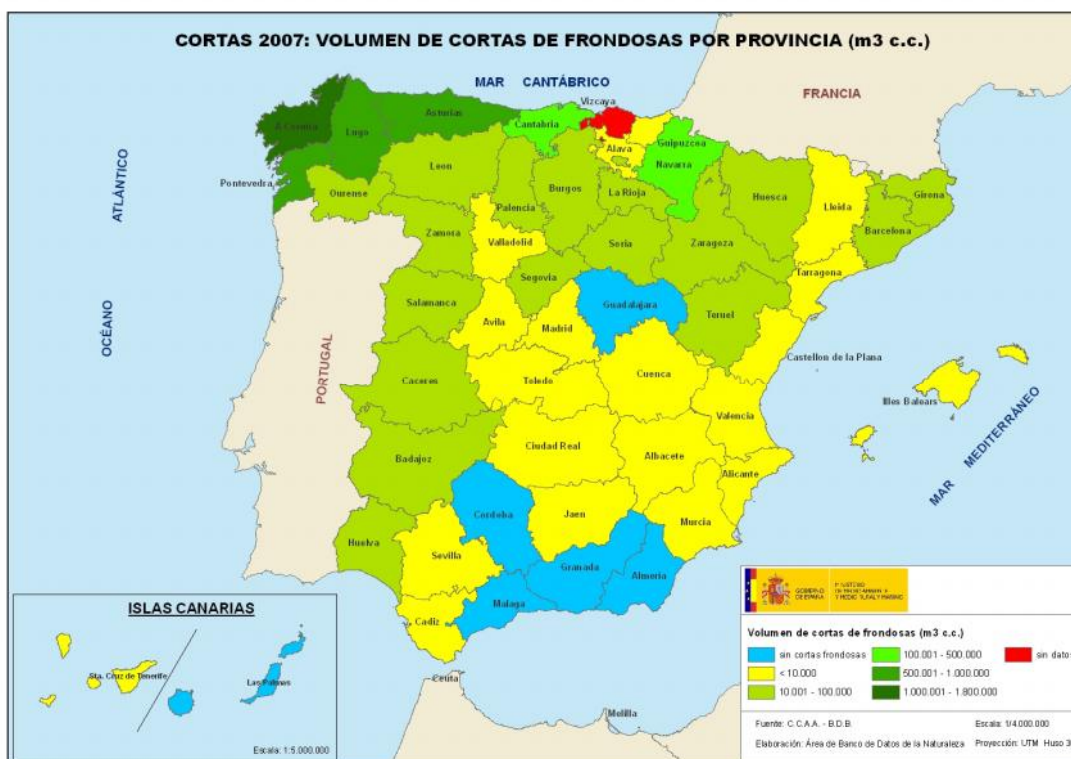 CORTAS 2007: VOLUMEN DE CORTAS DE FRONDOSAS POR PROVINCIA (m3 c.c.)
MAR CANTÁBRICO
FRANCIA
Vizcaya
Asturias
Cantabria
A Coruña
Lugo
Alava
Guipuzcoa
Navarra
Leon
Pontevedra
Ourense
Burgos
La Rioja
Palencia
Huesca
Lleida
Girona
Barcelona
ATLÁNTICO
OCÉANO
Zamora
Valladolid
Soria
Zaragoza
Tarragona
Segovia
Salamanca
Guadalajara
Avila
Madrid
Teruel
PORTUGAL
Castellon de la Plana
Caceres
Toledo
Cuenca
Illes Balears
Valencia
MAR MEDITERRÁNEO
Badajoz
Ciudad Real
Albacete
Alicante
Cordoba
Jaen
Murcia
Huelva
Sevilla
Granada
Almeria
Malaga
Cadiz
Ceuta
Melilla
ISLAS CANARIAS
Sta. Cruz de Tenerife
Las Palmas
Escala: 1:5.000.000
GOBIERNO
DE ESPAÑA
Volumen de cortas de frondosas (m3 c.c.)
sin cortas frondosas
100.001 - 500.000
sin datos
< 10.000
500.001 - 1.000.000
10.001 - 100.000
1.000.001 - 1.800.000
Fuente: C.C.A.A. - B.D.B
Escala: 1/4.000.000
Elaboración: Área de Banco de Datos de la Naturaleza
Proyección: UTM Huso